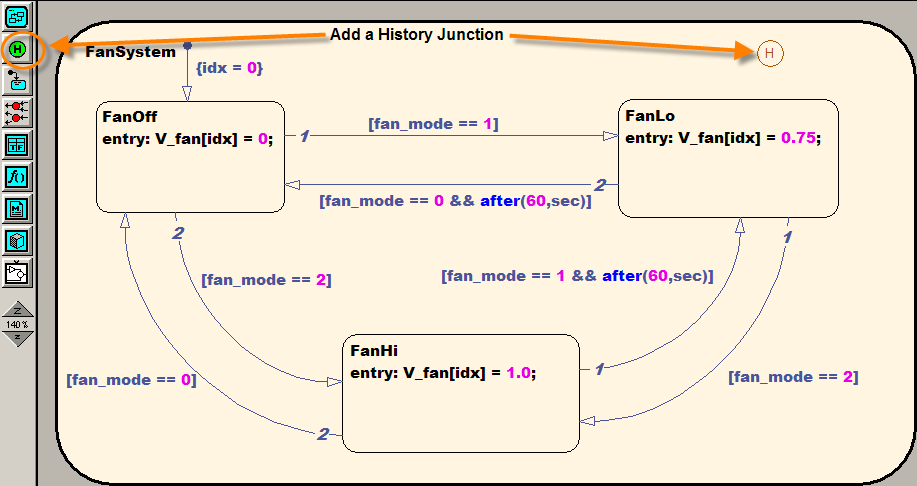 Add a History Junction
H
H
FanSystem
{idx = 0}
FanOff
entry: V_fan[idx] = 0;
FanLo
entry: V_fan[idx] = 0.75;
1
[fan_mode == 1]
2
[fan_mode == 0 && after(60,sec)]
2
[fan_mode == 2]
1
[fan_mode == 1 && after(60,sec)]
f()
M
Z
140%
z
FanHi
entry: V_fan[idx] = 1.0;
1
[fan_mode == 0]
[fan_mode == 2]
2